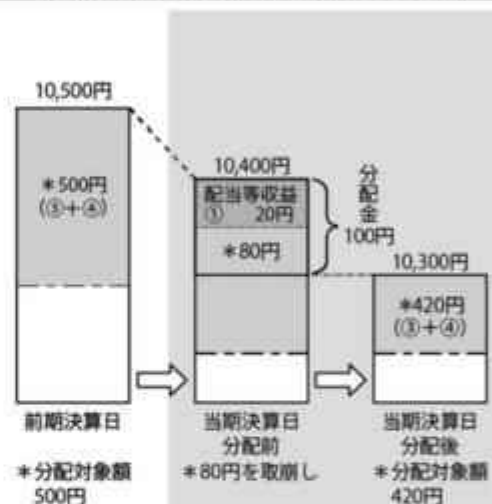 10,500円
*500円
(③+④)
前期決算日
*分配対象額
500円
10,400円
配当等収益
① 20円
*80円
分配金
100円
当期決算日
分配前
*80円を取崩し
10,300円
*420円
(③+④)
当期決算日
分配後
*分配対象額
420円